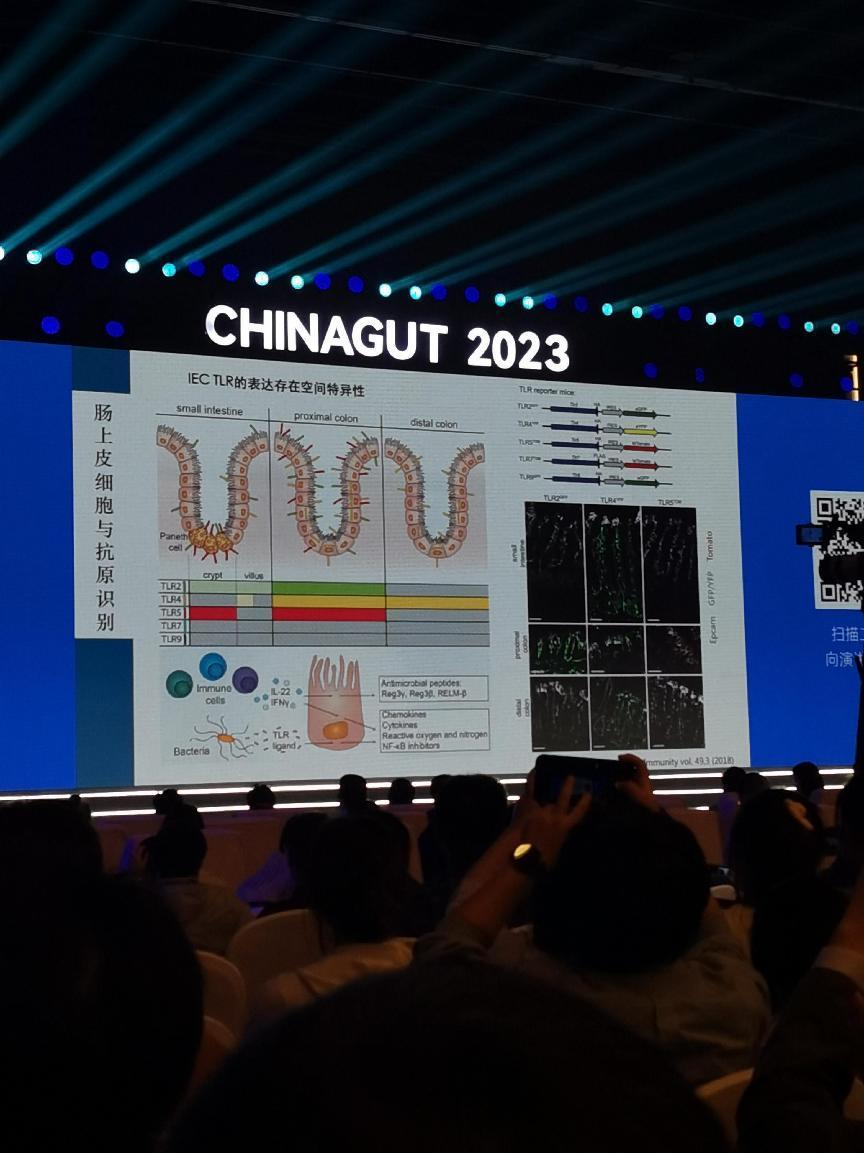 CHINAGUT 2023
肠上皮细胞与抗原识别
IEC TLR的表达存在空间特异性
small intestine
proximal colon
distal colon
Paneth
cell
crypt
villus
TLR2
TLR4
TLR5
TLR7
TLR9
Immune
cells
IL-22
IFNγ
Bacteria
TLR
ligand
Antimicrobial peptides:
Reg3γ, Reg3β, RELM-β
Chemokines
Cytokines
Reactive oxygen and nitrogen
NF-κB inhibitors
TLR reporter mice:
small
intestine
proximal
colon
distal
colon
Epcam GFP/YFP Tomato
Immunity vol. 49,3 (2018)
扫描
向演